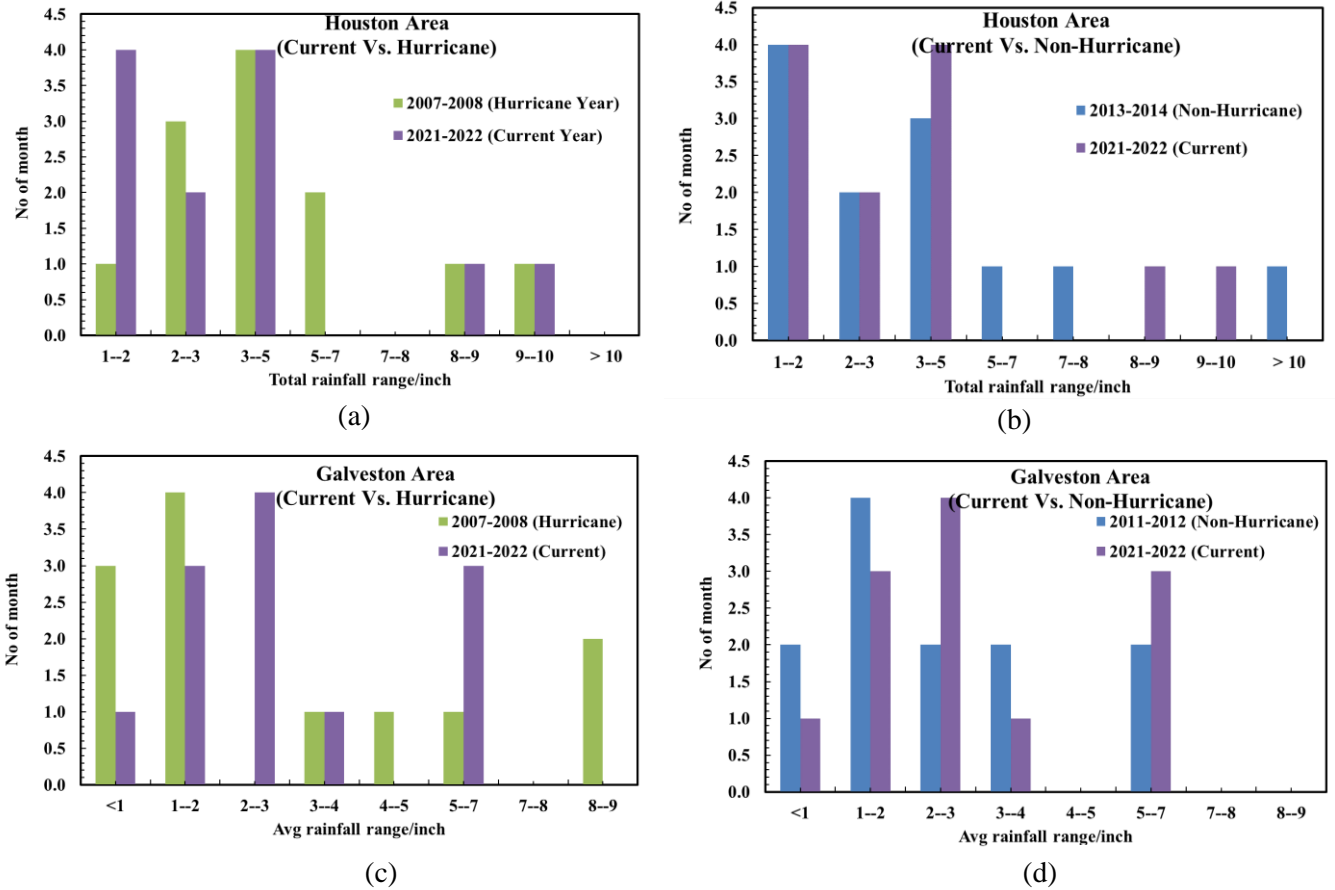 Houston Area
(Current Vs. Hurricane)
4.5
4.0
3.5
3.0
2.5
2.0
1.5
1.0
0.5
0.0
No of month
2007-2008 (Hurricane Year)
2021-2022 (Current Year)
1--2 2--3 3--5 5--7 7--8 8--9 9--10 > 10
Total rainfall range/inch
(a)
Houston Area
(Current Vs. Non-Hurricane)
4.5
4.0
3.5
3.0
2.5
2.0
1.5
1.0
0.5
0.0
No of month
2013-2014 (Non-Hurricane)
2021-2022 (Current)
1--2 2--3 3--5 5--7 7--8 8--9 9--10 > 10
Total rainfall range/inch
(b)
Galveston Area
(Current Vs. Hurricane)
4.5
4.0
3.5
3.0
2.5
2.0
1.5
1.0
0.5
0.0
No of month
2007-2008 (Hurricane)
2021-2022 (Current)
<1 1--2 2--3 3--4 4--5 5--7 7--8 8--9
Avg rainfall range/inch
(c)
Galveston Area
(Current Vs. Non-Hurricane)
4.5
4.0
3.5
3.0
2.5
2.0
1.5
1.0
0.5
0.0
No of month
2011-2012 (Non-Hurricane)
2021-2022 (Current)
<1 1--2 2--3 3--4 4--5 5--7 7--8 8--9
Avg rainfall range/inch
(d)